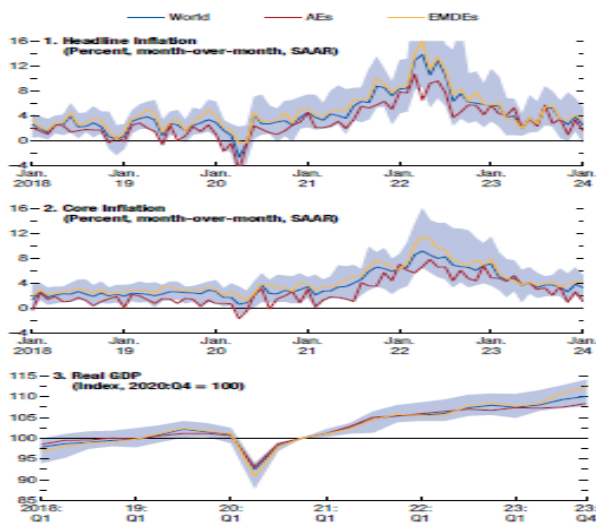 World AEs EMDEs
1. Headline Inflation
(Percent, month-over-month, SAAR)
16
12
8
4
0
-4
Jan. Jan. Jan. Jan. Jan. Jan. Jan.
2018 19 20 21 22 23 24
2. Core Inflation
(Percent, month-over-month, SAAR)
16
12
8
4
0
-4
Jan. Jan. Jan. Jan. Jan. Jan. Jan.
2018 19 20 21 22 23 24
3. Real GDP
(Index, 2020:Q4 = 100)
115
110
105
100
95
90
85
2018: 19: 20: 21: 22: 23: 23:
Q1 Q1 Q1 Q1 Q1 Q1 Q4